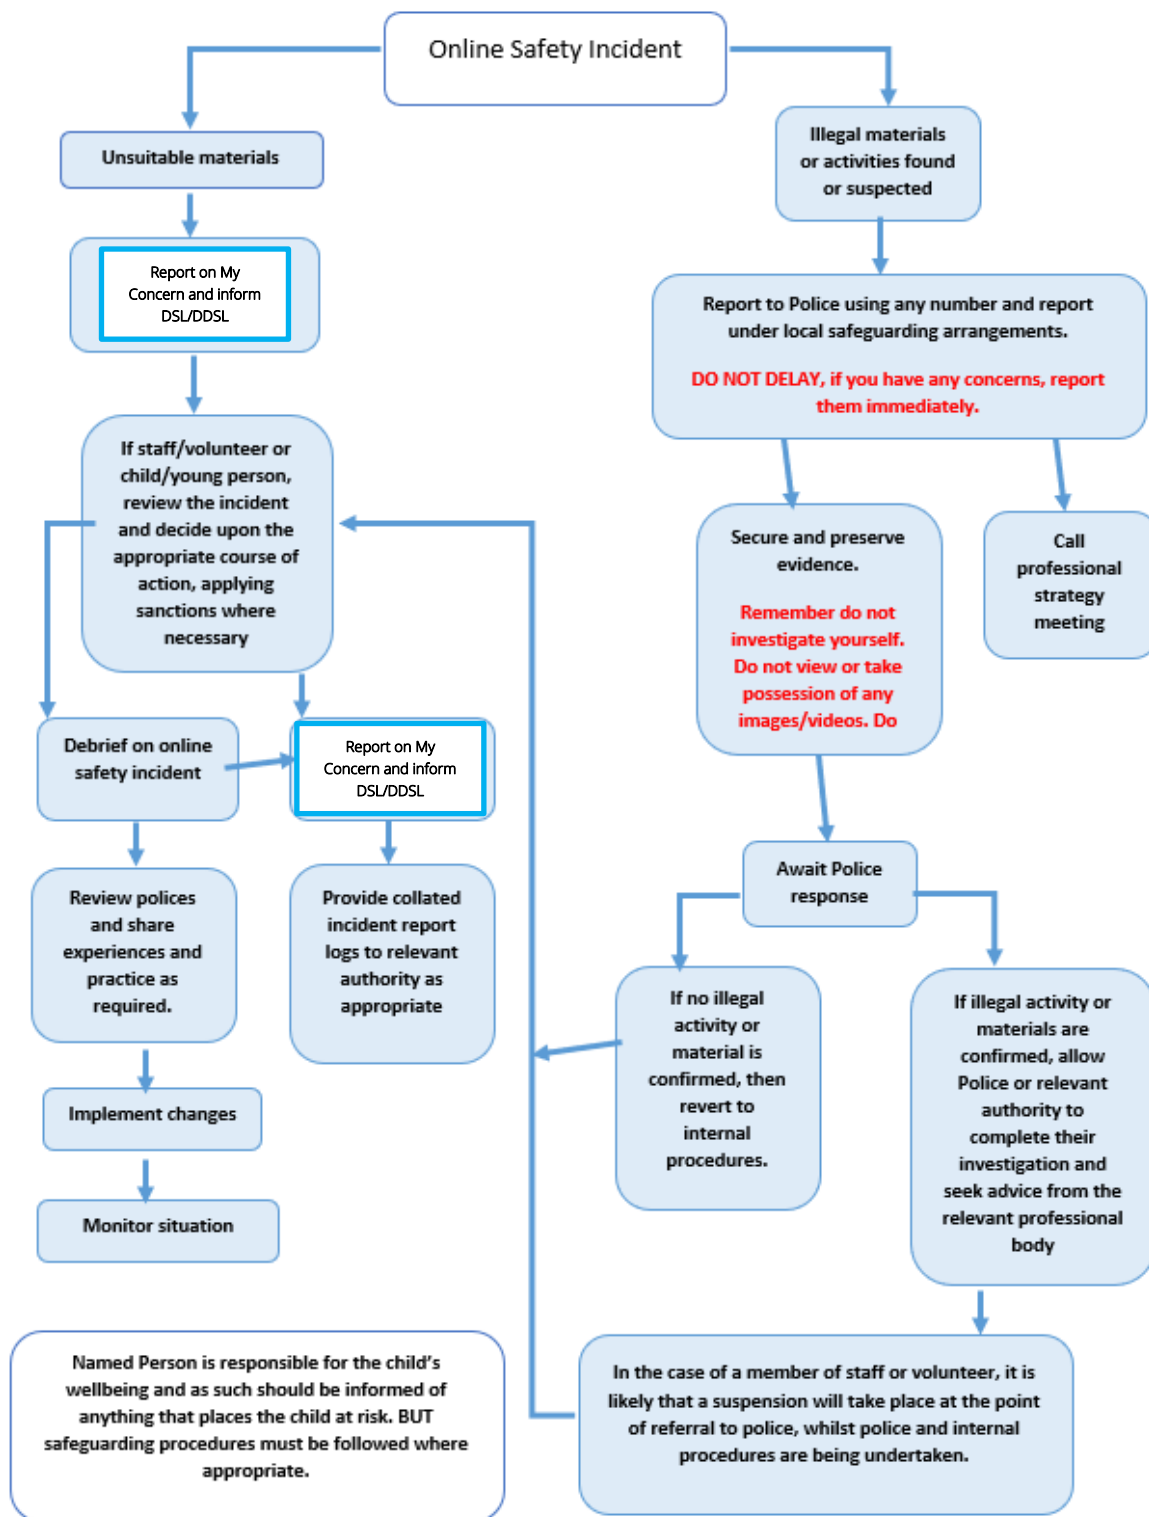 Online Safety Incident
Unsuitable materials
Report on My
Concern and inform
DSL/DDSL
If staff/volunteer or
child/young person,
review the incident
and decide upon the
appropriate course of
action, applying
sanctions where
necessary
Debrief on online
safety incident
Report on My
Concern and inform
DSL/DDSL
Review polices
and share
experiences and
practice as
required.
Provide collated
incident report
logs to relevant
authority as
appropriate
Implement changes
Monitor situation
Named Person is responsible for the child's
wellbeing and as such should be informed of
anything that places the child at risk. BUT
safeguarding procedures must be followed where
appropriate.
Illegal materials
or activities found
or suspected
Report to Police using any number and report
under local safeguarding arrangements.
DO NOT DELAY, if you have any concerns, report
them immediately.
Secure and preserve
evidence.
Remember do not
investigate yourself.
Do not view or take
possession of any
images/videos. Do
Call
professional
strategy
meeting
Await Police
response
If no illegal
activity or
material is
confirmed, then
revert to
internal
procedures.
If illegal activity or
materials are
confirmed, allow
Police or relevant
authority to
complete their
investigation and
seek advice from the
relevant professional
body
In the case of a member of staff or volunteer, it is
likely that a suspension will take place at the point
of referral to police, whilst police and internal
procedures are being undertaken.